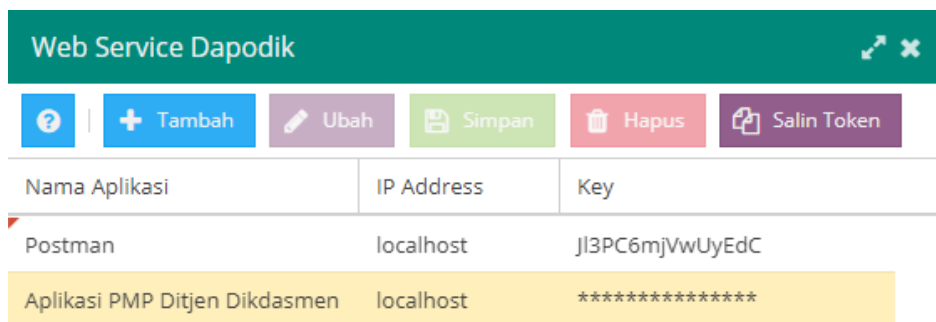 Web Service Dapodik
Tambah Ubah Simpan Hapus Salin Token
Nama Aplikasi IP Address Key
Postman localhost Jl3PC6mjVwUyEdC
Aplikasi PMP Ditjen Dikdasmen localhost ***************